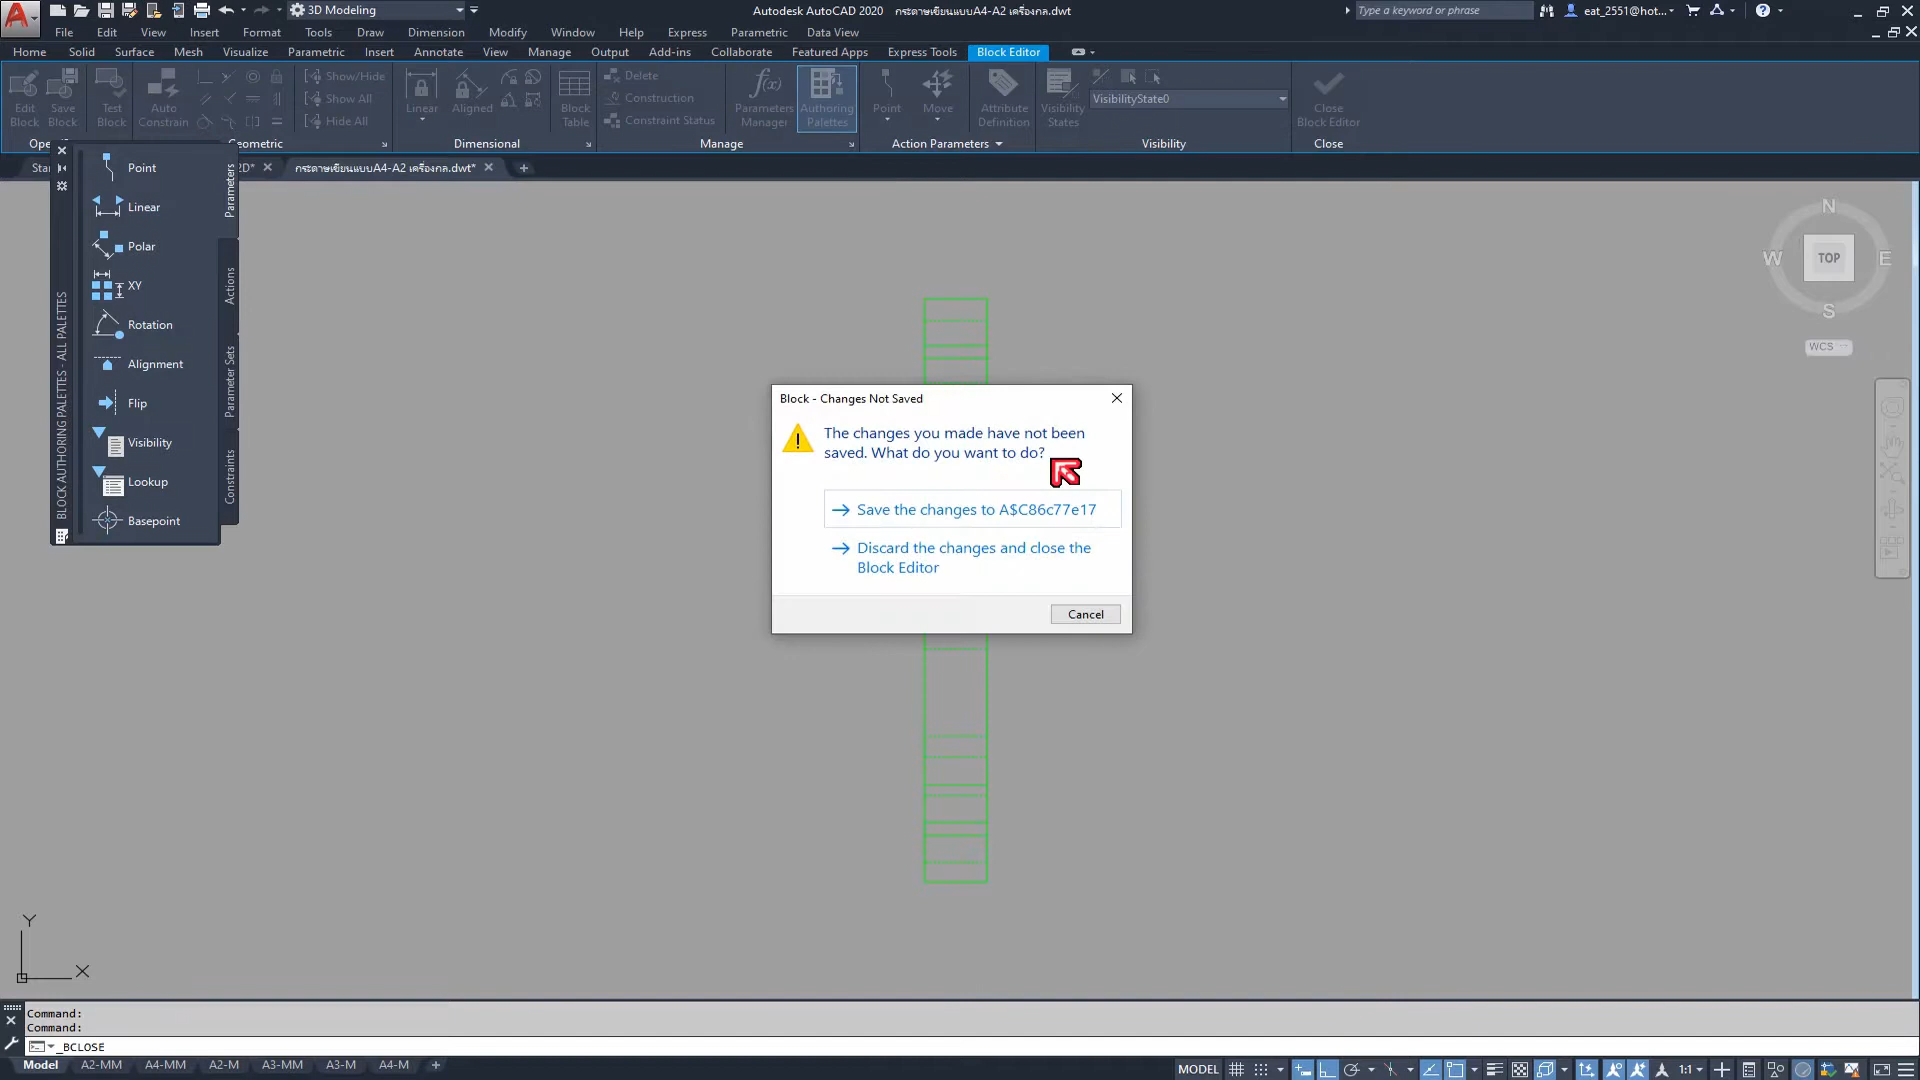 3D Modeling
Autodesk AutoCAD 2020 กระดาษเขียนแบบA4-A2 เครื่องกล.dwt
Type a keyword or phrase
eat_2551@hot...
File Edit View Insert Format Tools Draw Dimension Modify Window Help Express Parametric Data View
Home Solid Surface Mesh Visualize Parametric Insert Annotate View Manage Output Add-ins Collaborate Featured Apps Express Tools Block Editor
Edit Block
Save Block
Test Block
Auto Constrain
Show/Hide
Show All
Hide All
Linear
Aligned
Block Table
Delete
Construction
Constraint Status
Parameters Manager
Authoring Palettes
Point
Move
Attribute Definition
Visibility States
VisibilityState0
Close Block Editor
Ope
Geometric
Dimensional
Manage
Action Parameters
Visibility
Close
Star
2D*
กระดาษเขียนแบบA4-A2 เครื่องกล.dwt*
Point
Linear
Polar
XY
Rotation
Alignment
Flip
Visibility
Lookup
Basepoint
Parameters
Actions
Parameter Sets
Constraints
BLOCK AUTHORING PALETTES - ALL PALETTES
N
W
TOP
E
S
WCS
Block - Changes Not Saved
The changes you made have not been
saved. What do you want to do?
Save the changes to A$C86c77e17
Discard the changes and close the
Block Editor
Cancel
Y
X
Command:
Command:
_BCLOSE
Model A2-MM A4-MM A2-M A3-MM A3-M A4-M
MODEL
1:1